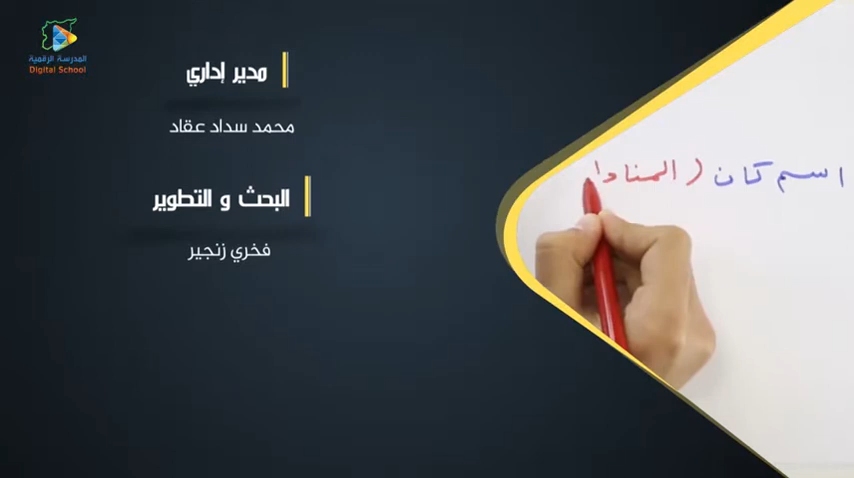 المدرسة الرقمية
Digital School
مدير إداري
محمد سداد عقاد
البحث و التطوير
فخري زنجير
اسم كان ( المنادا